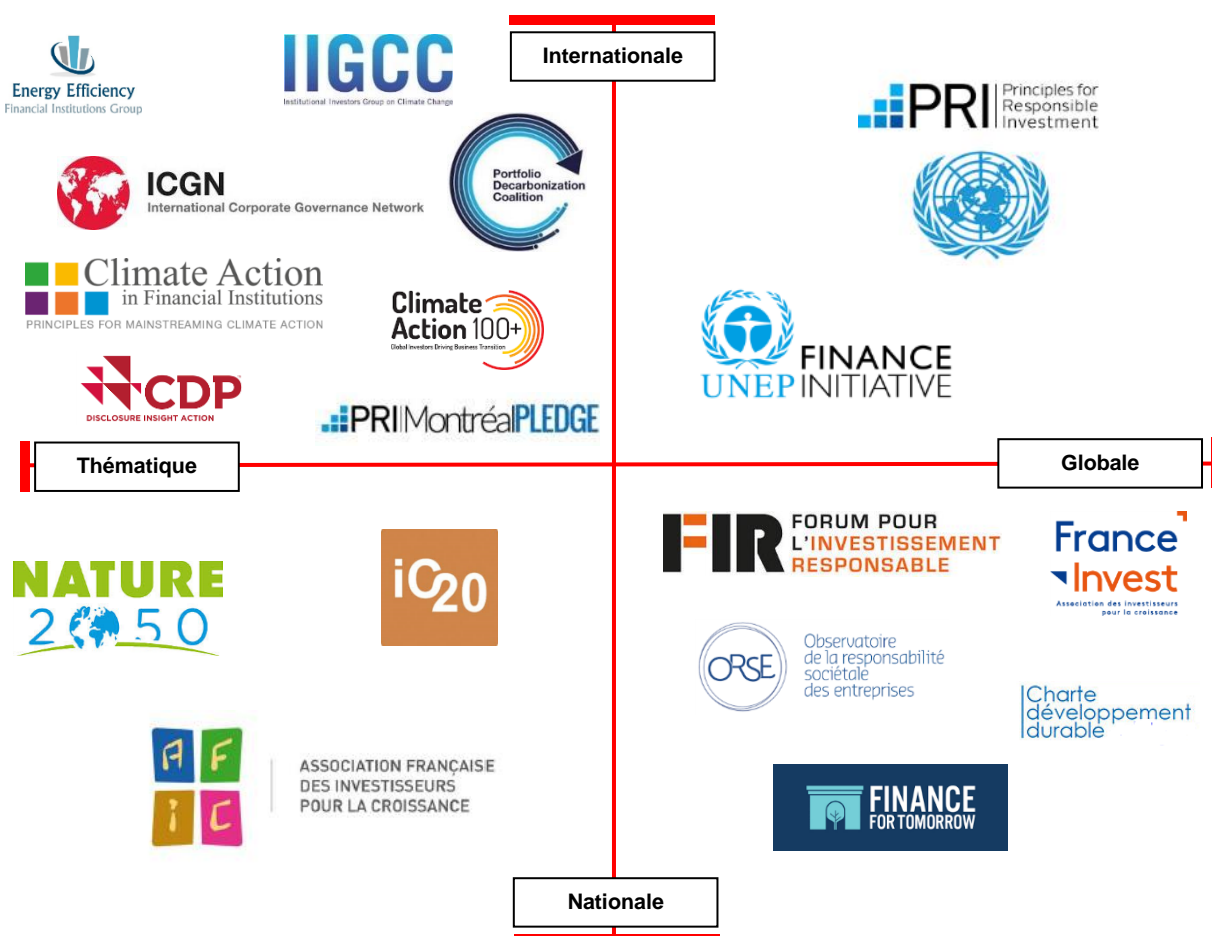 Internationale
Energy Efficiency
Financial Institutions Group
IIGCC
Institutional Investors Group on Climate Change
PRI
Principles for
Responsible
Investment
ICGN
International Corporate Governance Network
Portfolio
Decarbonization
Coalition
Climate Action
in Financial Institutions
PRINCIPLES FOR MAINSTREAMING CLIMATE ACTION
Climate
Action 100+
Global Investors Driving Business Transition
UNEP
FINANCE
INITIATIVE
CDP
DISCLOSURE INSIGHT ACTION
PRI MontréalPLEDGE
Thématique
Globale
NATURE
2050
iC20
FIR
FORUM POUR
L'INVESTISSEMENT
RESPONSABLE
France
Invest
Association des investisseurs
pour la croissance
ORSE
Observatoire
de la responsabilité
sociétale
des entreprises
Charte
développement
durable
AF
iC
ASSOCIATION FRANÇAISE
DES INVESTISSEURS
POUR LA CROISSANCE
FINANCE
FOR TOMORROW
Nationale